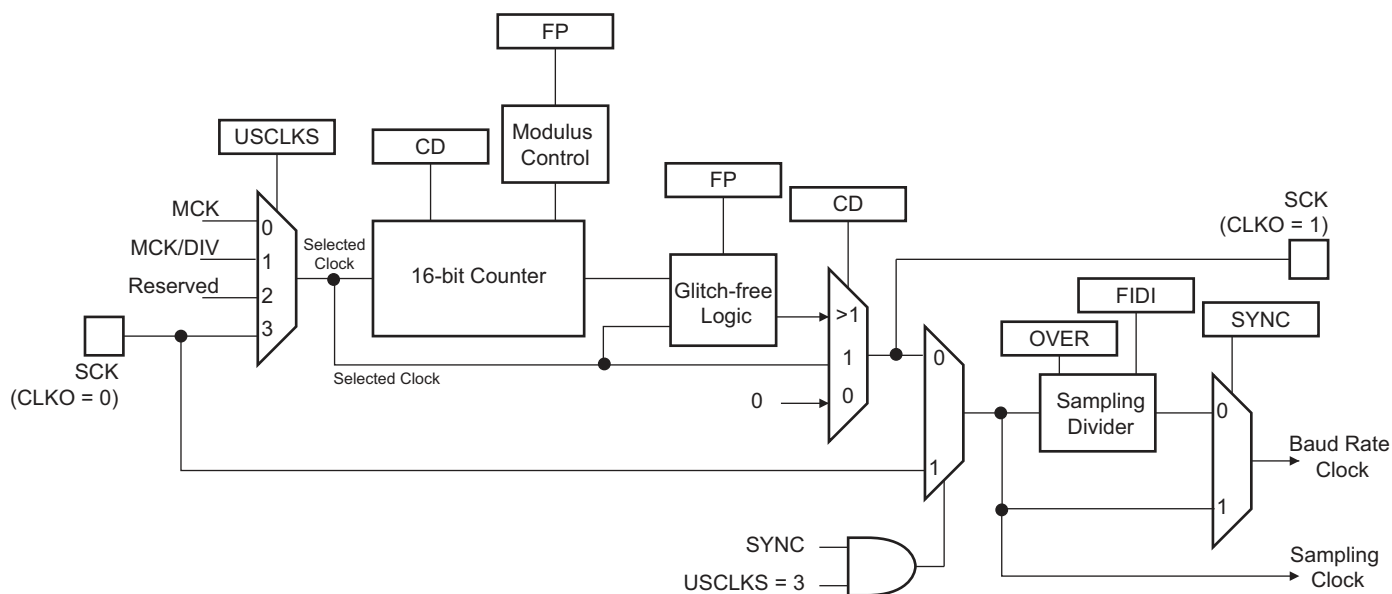 FP
USCLKS
CD
Modulus
Control
FP
CD
SCK
(CLKO = 1)
MCK
0
MCK/DIV
1
Selected
Clock
16-bit Counter
Reserved
2
Glitch-free
Logic
>1
FIDI
3
OVER
SYNC
SCK
(CLKO = 0)
Selected Clock
1
0
0
0
Sampling
Divider
0
Baud Rate
Clock
1
1
SYNC
USCLKS = 3
Sampling
Clock